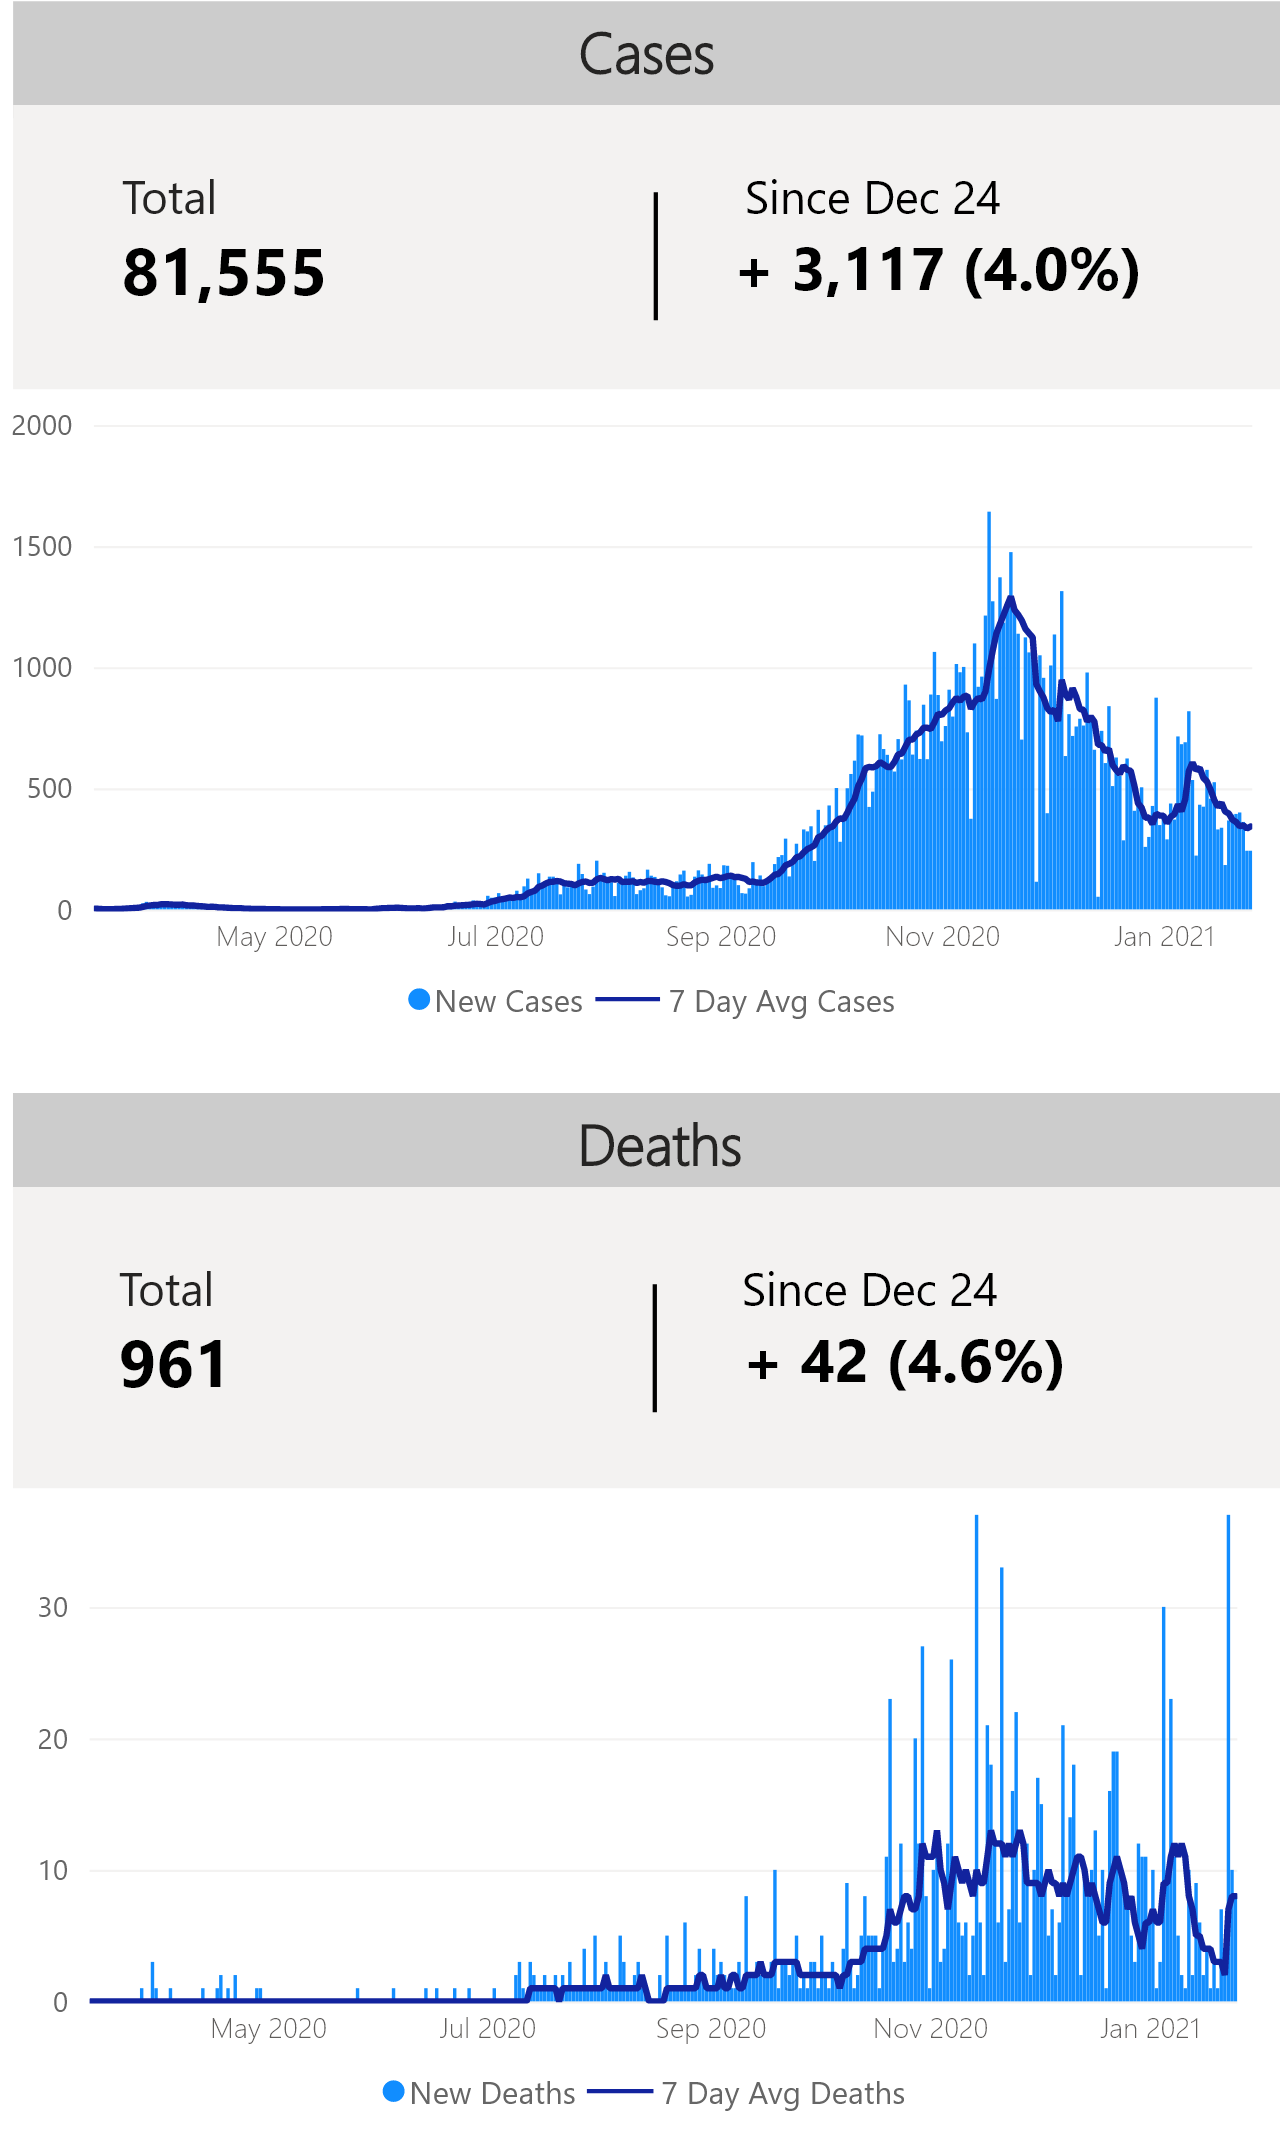 Cases
Total
Since Dec 24
81,555
+ 3,117 (4.0%)
2000
1500
1000
500
0
May 2020
Jul 2020
Sep 2020
Nov 2020
Jan 2021
New Cases
7 Day Avg Cases
Deaths
Total
Since Dec 24
961
+ 42 (4.6%)
30
20
10
0
May 2020
Jul 2020
Sep 2020
Nov 2020
Jan 2021
New Deaths
7 Day Avg Deaths